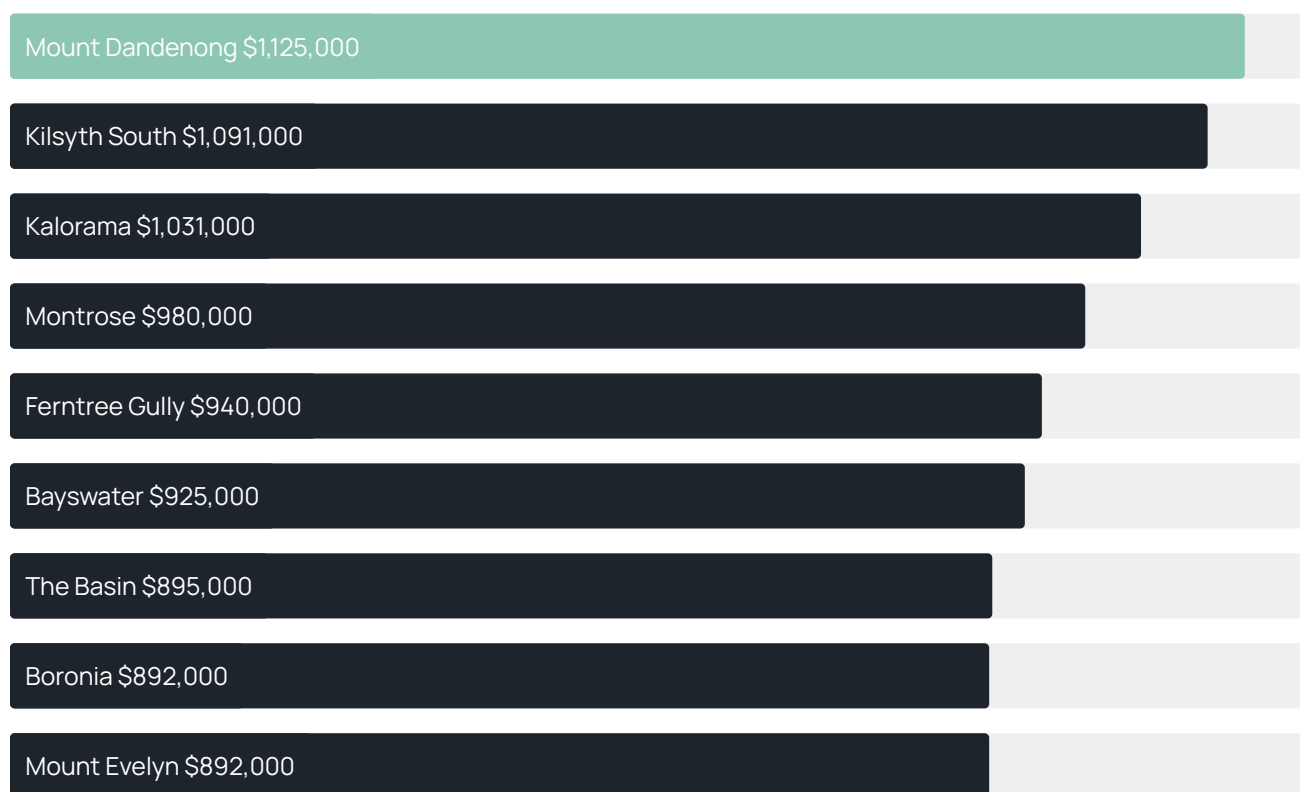 Mount Dandenong $1,125,000
Kilsyth South $1,091,000
Kalorama $1,031,000
Montrose $980,000
Ferntree Gully $940,000
Bayswater $925,000
The Basin $895,000
Boronia $892,000
Mount Evelyn $892,000